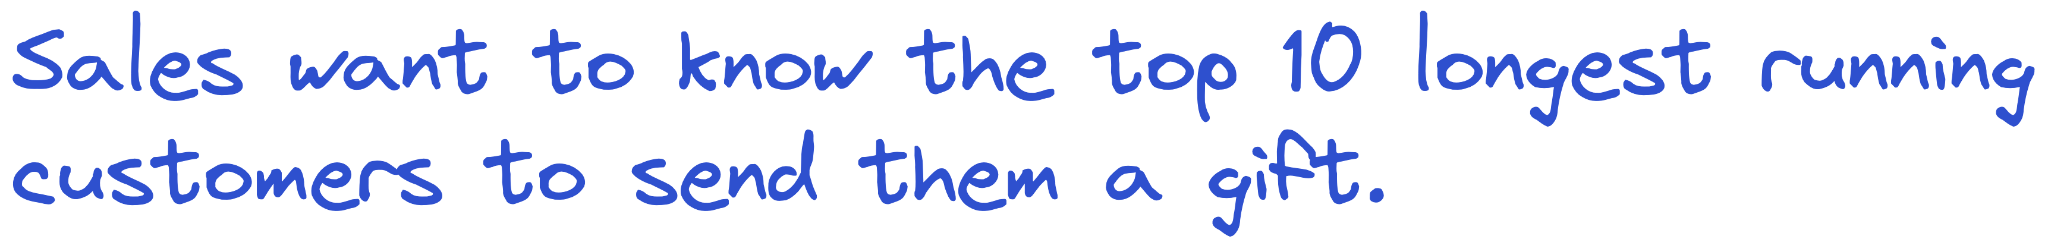 Sales want to know the top 10 longest running
customers to send them a gift.